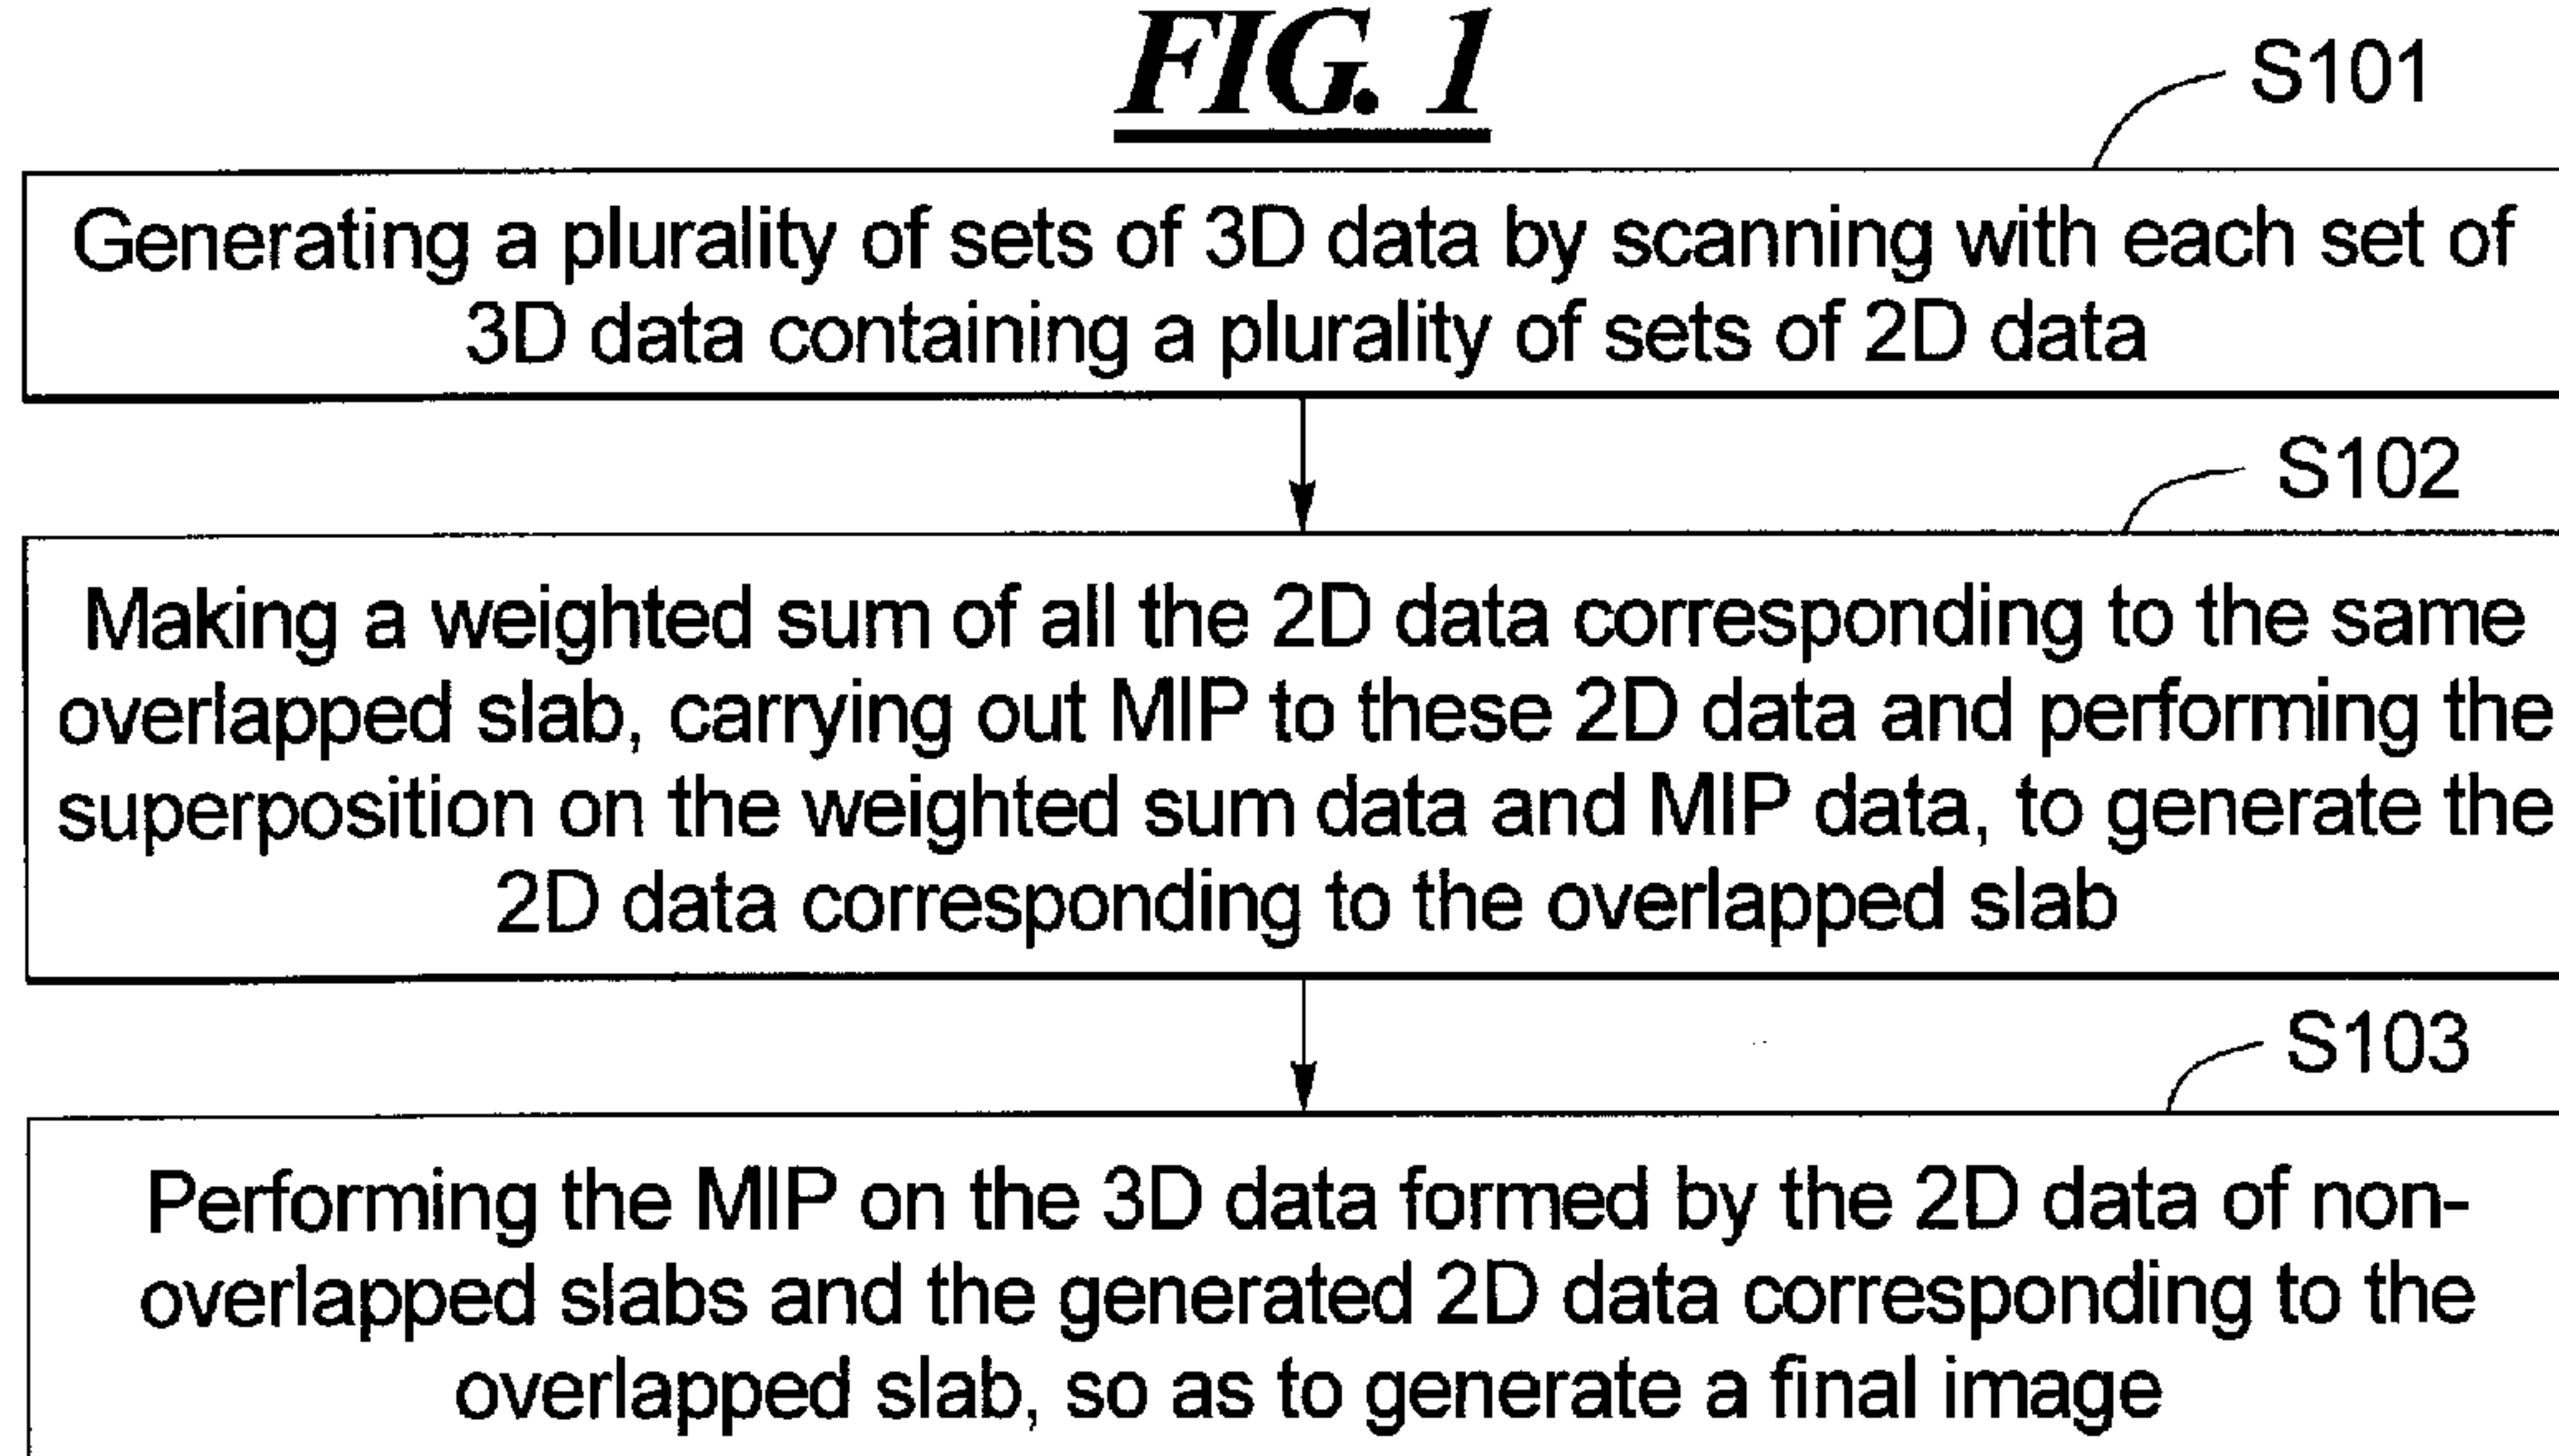 FIG. 1
S101
Generating a plurality of sets of 3D data by scanning with each set of
3D data containing a plurality of sets of 2D data
S102
Making a weighted sum of all the 2D data corresponding to the same
overlapped slab, carrying out MIP to these 2D data and performing the
superposition on the weighted sum data and MIP data, to generate the
2D data corresponding to the overlapped slab
S103
Performing the MIP on the 3D data formed by the 2D data of non-
overlapped slabs and the generated 2D data corresponding to the
overlapped slab, so as to generate a final image